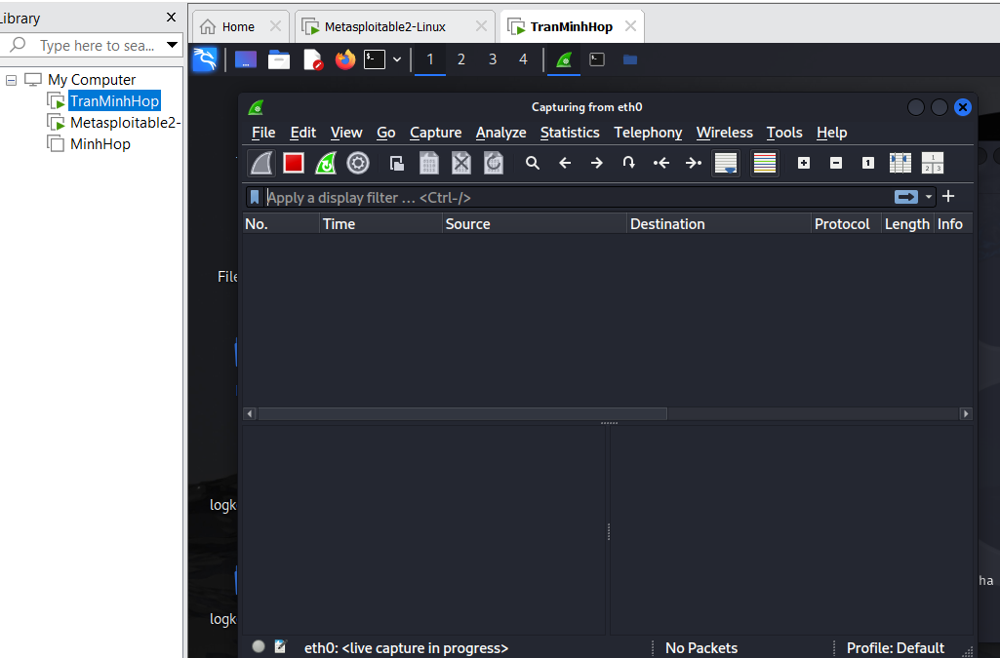 Library
Type here to sea...
My Computer
TranMinhHop
Metasploitable2-
MinhHop
Home
Metasploitable2-Linux
TranMinhHop
1 2 3 4
Capturing from eth0
File Edit View Go Capture Analyze Statistics Telephony Wireless Tools Help
Apply a display filter ... <Ctrl-/>
No. Time Source Destination Protocol Length Info
File
logk
logk
ha
eth0: <live capture in progress> No Packets Profile: Default